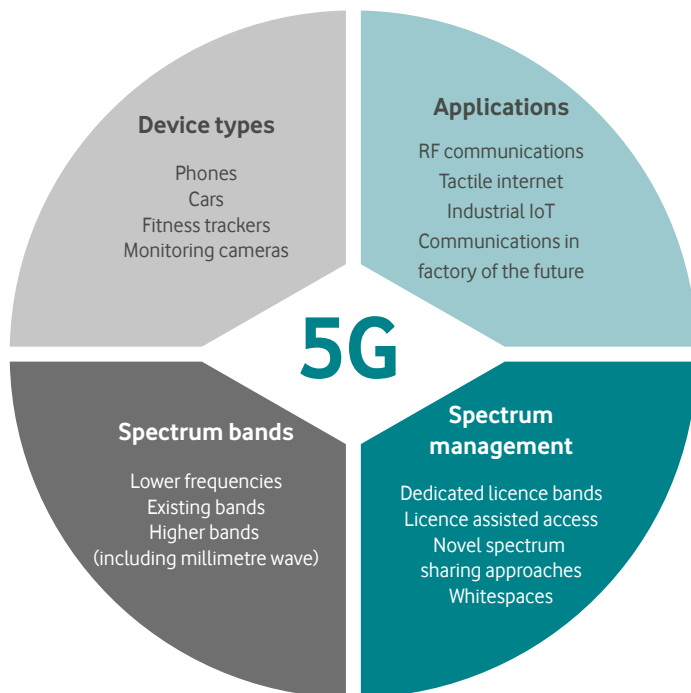 Device types
Phones
Cars
Fitness trackers
Monitoring cameras
Applications
RF communications
Tactile internet
Industrial IoT
Communications in
factory of the future
5G
Spectrum bands
Lower frequencies
Existing bands
Higher bands
(including millimetre wave)
Spectrum
management
Dedicated licence bands
Licence assisted access
Novel spectrum
sharing approaches
Whitespaces